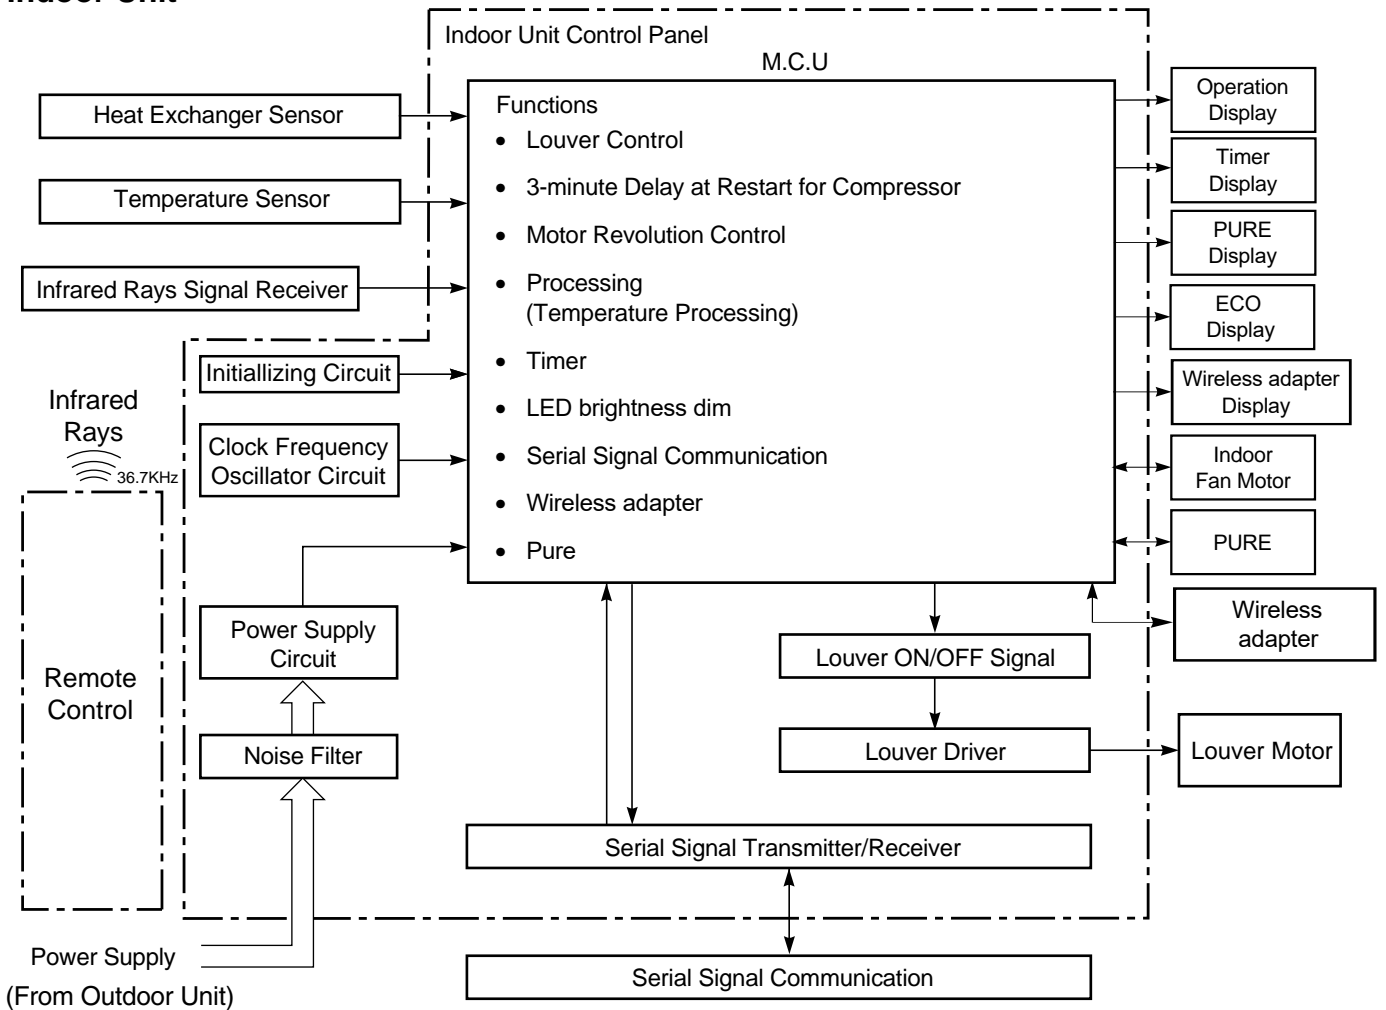 Indoor Unit
Indoor Unit Control Panel
M.C.U
Heat Exchanger Sensor
Temperature Sensor
Infrared Rays Signal Receiver
Initiallizing Circuit
Clock Frequency
Oscillator Circuit
Infrared
Rays
36.7KHz
Remote
Control
Power Supply
Circuit
Noise Filter
Power Supply
(From Outdoor Unit)
Functions
• Louver Control
• 3-minute Delay at Restart for Compressor
• Motor Revolution Control
• Processing
(Temperature Processing)
• Timer
• LED brightness dim
• Serial Signal Communication
• Wireless adapter
• Pure
Operation
Display
Timer
Display
PURE
Display
ECO
Display
Wireless adapter
Display
Indoor
Fan Motor
PURE
Wireless
adapter
Louver ON/OFF Signal
Louver Driver
Louver Motor
Serial Signal Transmitter/Receiver
Serial Signal Communication